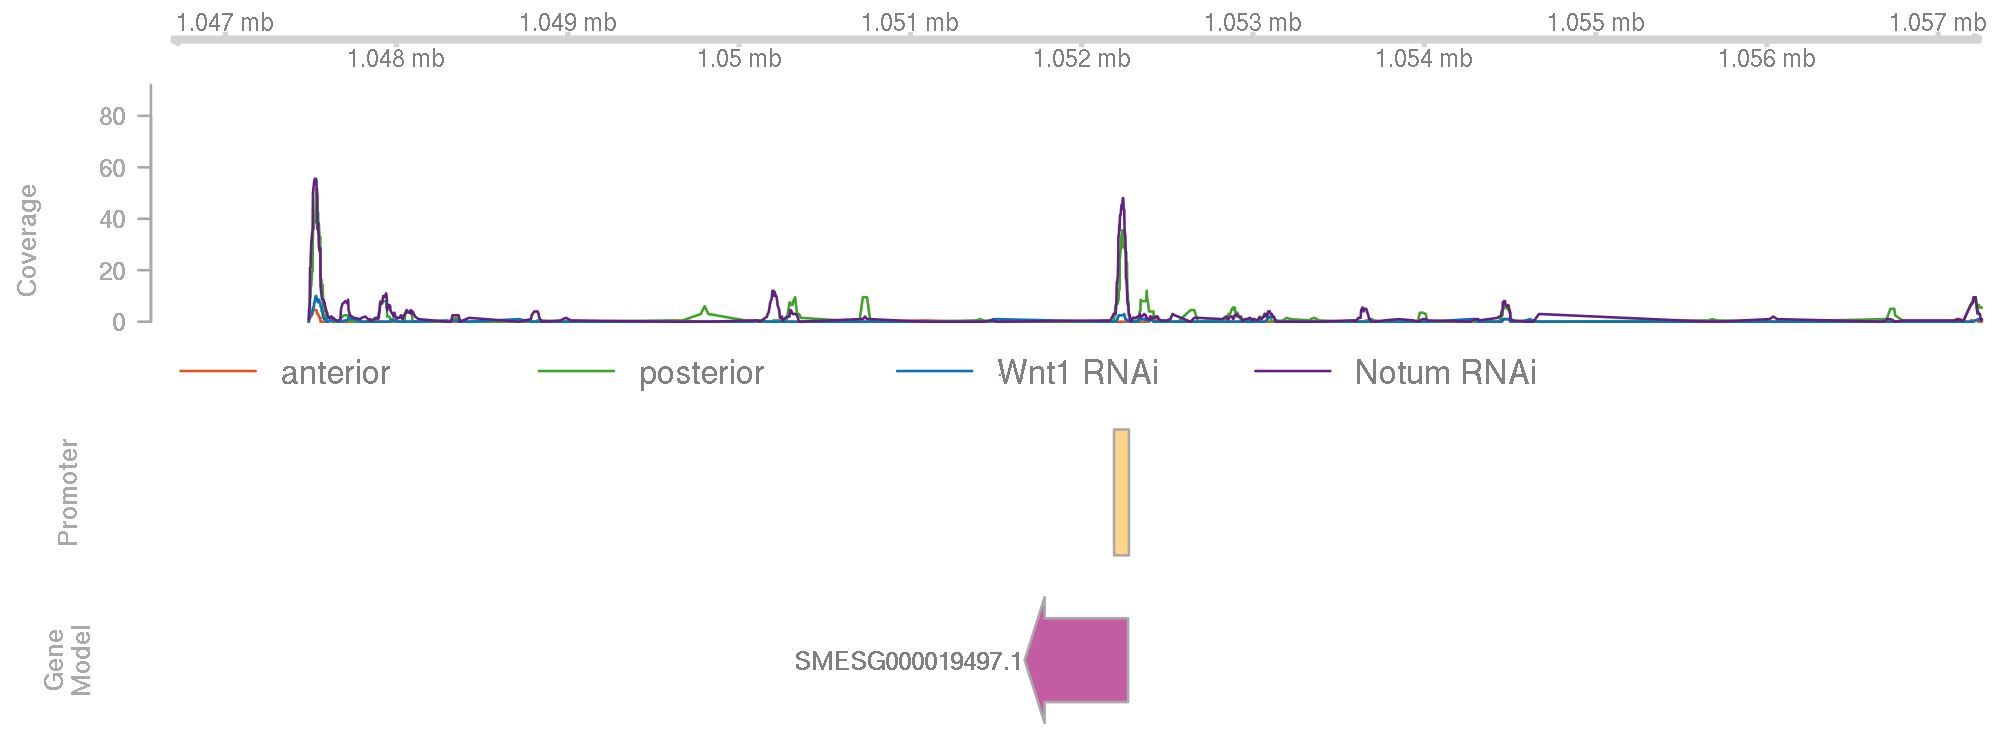 1.047 mb 1.049 mb 1.051 mb 1.053 mb 1.055 mb 1.057 mb
1.048 mb 1.05 mb 1.052 mb 1.054 mb 1.056 mb
Coverage
80
60
40
20
0
anterior posterior Wnt1 RNAi Notum RNAi
Promoter
Gene
Model
SMESG000019497.1